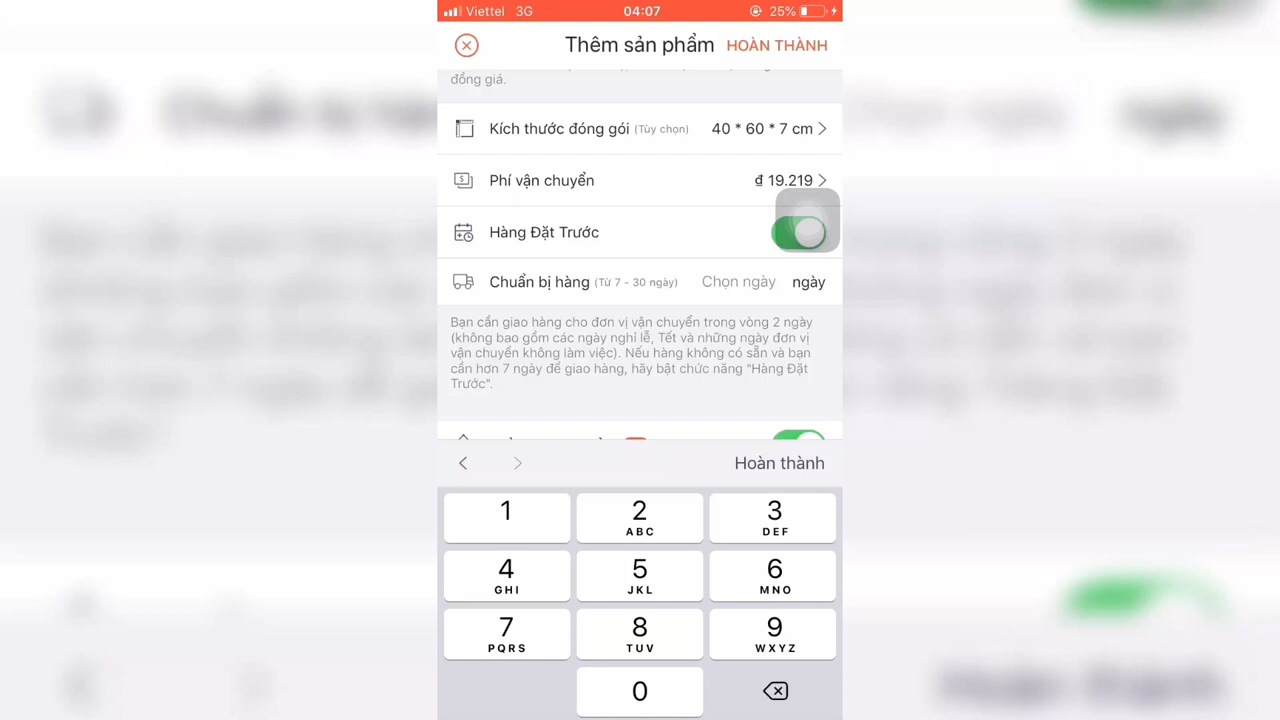 Viettel 3G 04:07 25%
Thêm sản phẩm HOÀN THÀNH
đồng giá.
Kích thước đóng gói (Tùy chọn) 40 * 60 * 7 cm
Phí vận chuyển ₫ 19.219
Hàng Đặt Trước
Chuẩn bị hàng (Từ 7 - 30 ngày) Chọn ngày ngày
Bạn cần giao hàng cho đơn vị vận chuyển trong vòng 2 ngày
(không bao gồm các ngày nghỉ lễ, Tết và những ngày đơn vị
vận chuyển không làm việc). Nếu hàng không có sẵn và bạn
cần hơn 7 ngày để giao hàng, hãy bật chức năng "Hàng Đặt
Trước".
Hoàn thành
1 2 3
ABC DEF
4 5 6
GHI JKL MNO
7 8 9
PQRS TUV WXYZ
0